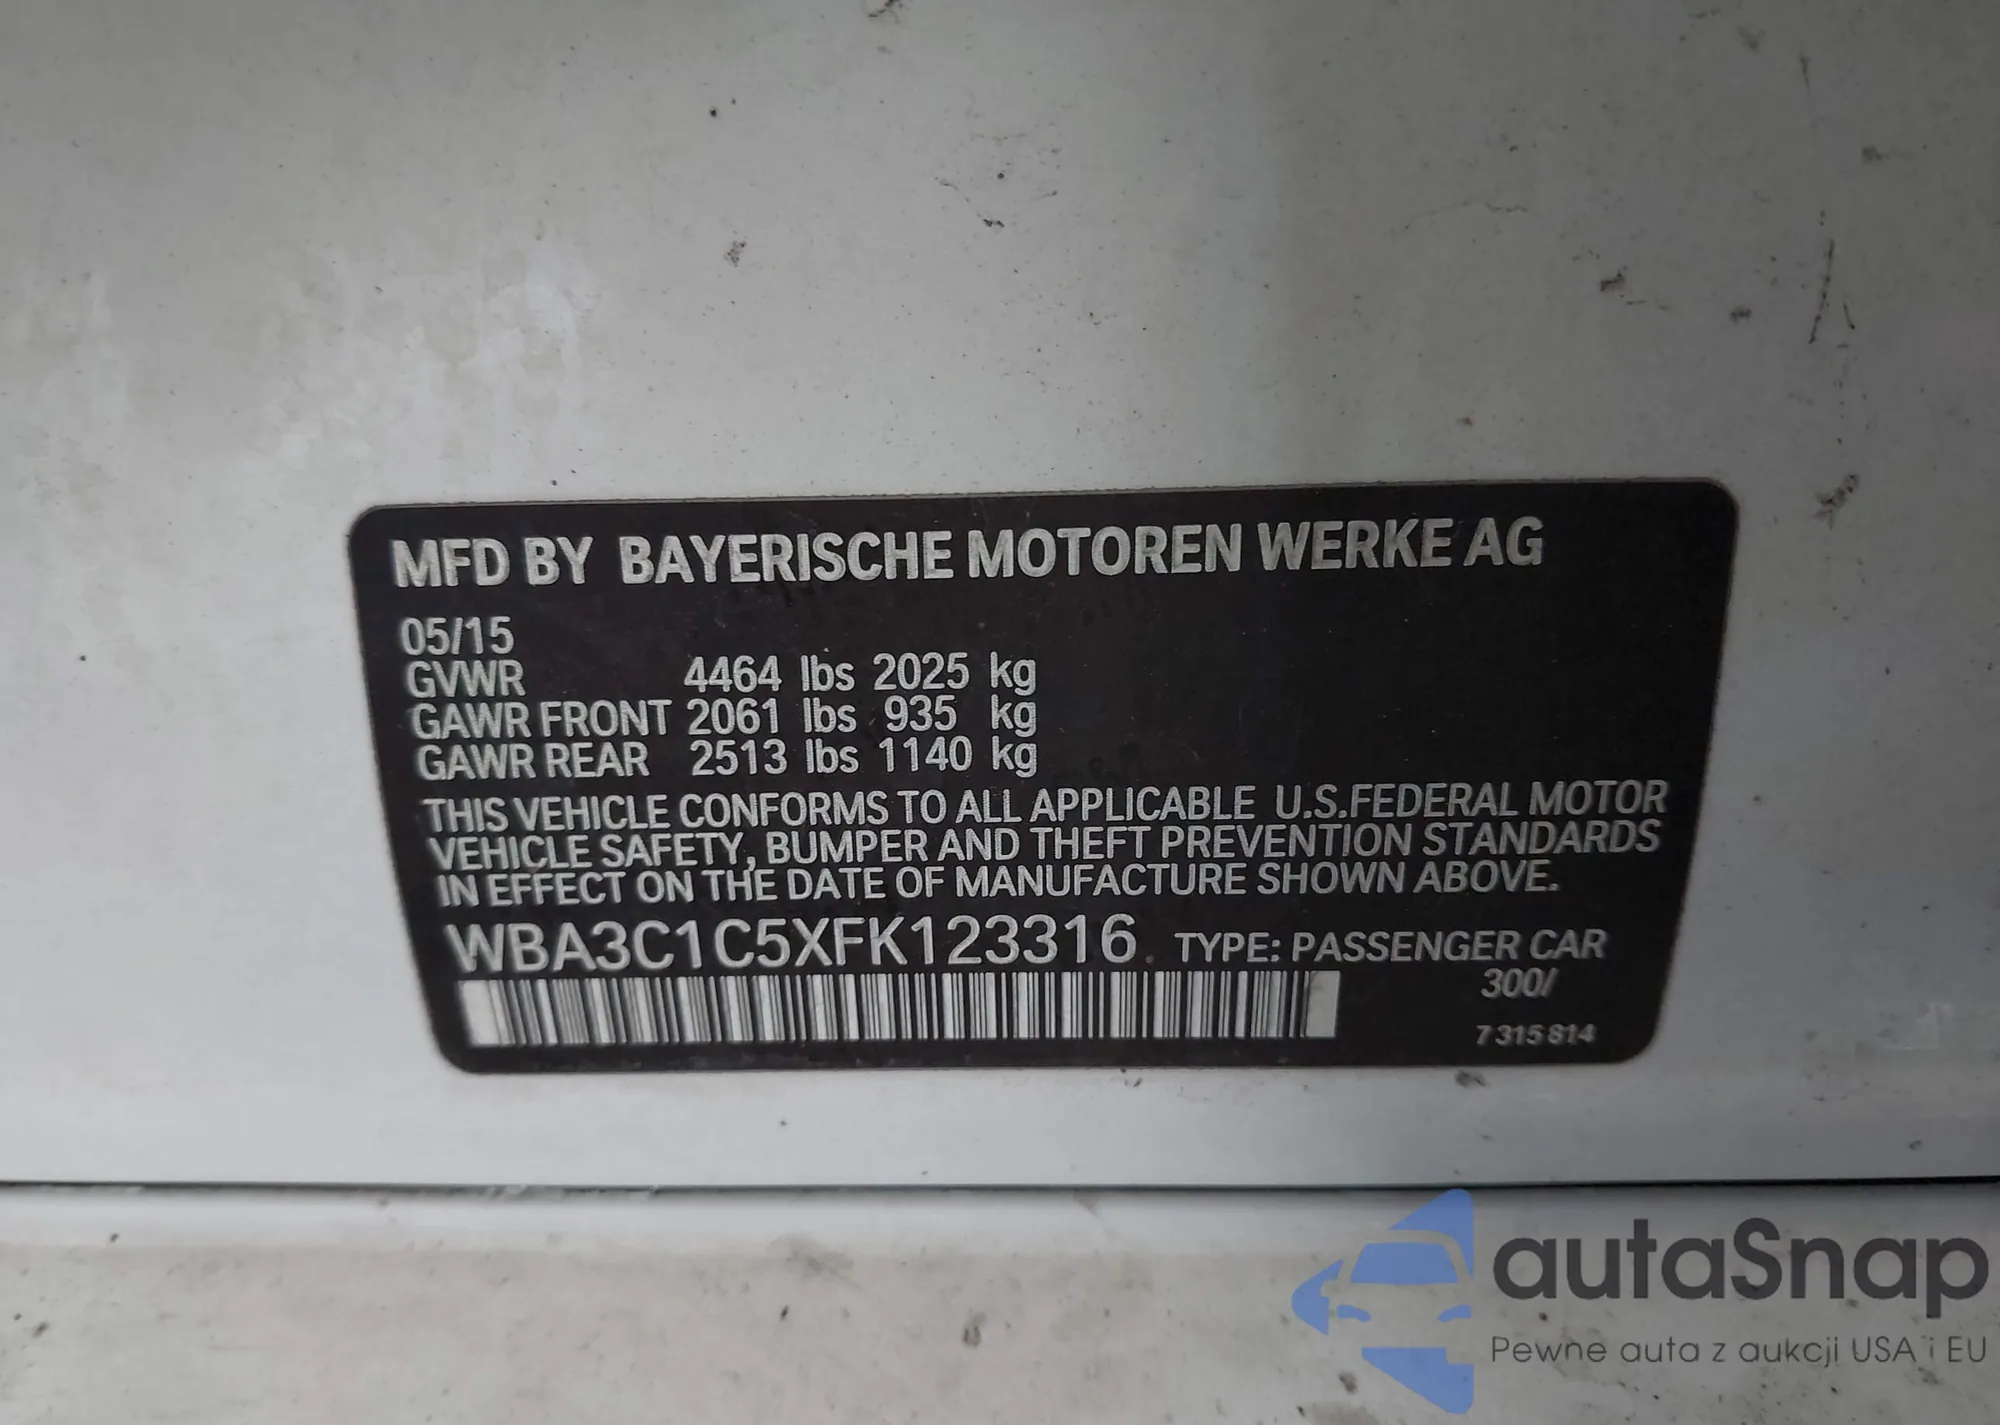 MFD BY BAYERISCHE MOTOREN WERKE AG
05/15
GVWR 4464 lbs 2025 kg
GAWR FRONT 2061 lbs 935 kg
GAWR REAR 2513 lbs 1140 kg
THIS VEHICLE CONFORMS TO ALL APPLICABLE U.S.FEDERAL MOTOR
VEHICLE SAFETY, BUMPER AND THEFT PREVENTION STANDARDS
IN EFFECT ON THE DATE OF MANUFACTURE SHOWN ABOVE.
WBA3C1C5XFK123316 TYPE: PASSENGER CAR
300/
7 315 814
autaSnap
Pewne auta z aukcji USA i EU